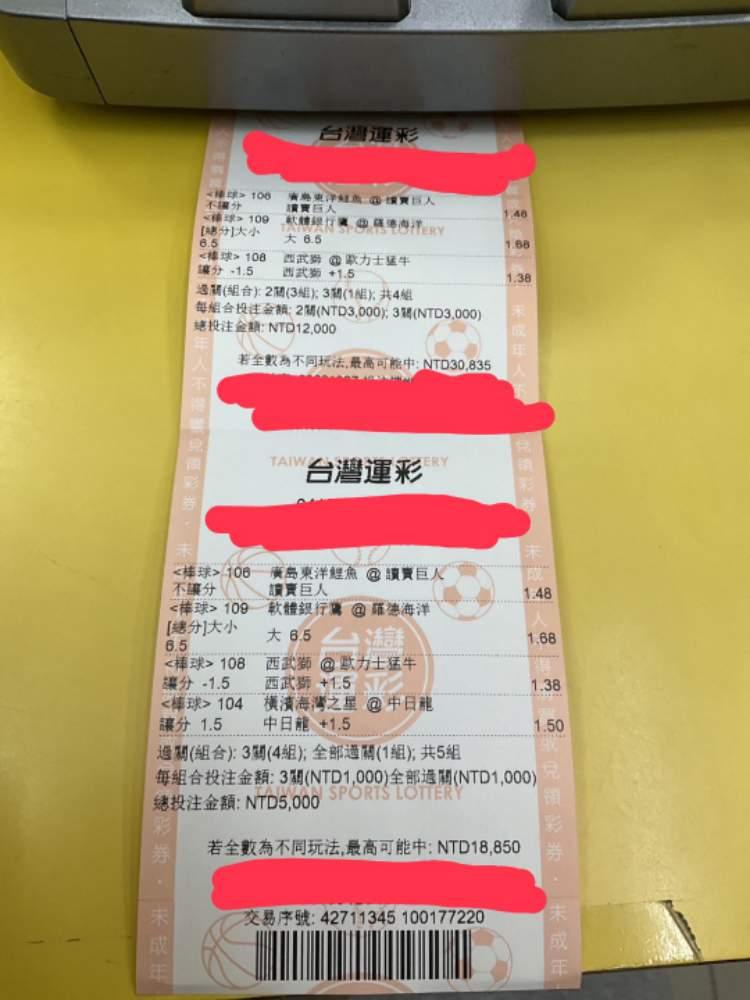 台灣運彩
<棒球> 106 廣島東洋鯉魚 @ 讀賣巨人
不讓分 讀賣巨人 1.48
<棒球> 109 軟體銀行鷹 @ 羅德海洋
[總分]大小 大 6.5 1.68
6.5
TAIWAN SPORTS LOTTERY
<棒球> 108 西武獅 @ 歐力士猛牛
讓分 -1.5 西武獅 +1.5 1.38
過關(組合): 2關(3組); 3關(1組); 共4組
每組合投注金額: 2關(NTD3,000); 3關(NTD3,000)
總投注金額: NTD12,000
若全數為不同玩法,最高可能中: NTD30,835
台灣運彩
<棒球> 106 廣島東洋鯉魚 @ 讀賣巨人
不讓分 讀賣巨人 1.48
<棒球> 109 軟體銀行鷹 @ 羅德海洋
[總分]大小 大 6.5 1.68
6.5
<棒球> 108 西武獅 @ 歐力士猛牛
讓分 -1.5 西武獅 +1.5 1.38
<棒球> 104 橫濱海灣之星 @ 中日龍
讓分 1.5 中日龍 +1.5 1.50
過關(組合): 3關(4組); 全部過關(1組); 共5組
每組合投注金額: 3關(NTD1,000)全部過關(NTD1,000)
TAIWAN SPORTS LOTTERY
總投注金額: NTD5,000
若全數為不同玩法,最高可能中: NTD18,850
交易序號: 42711345 100177220